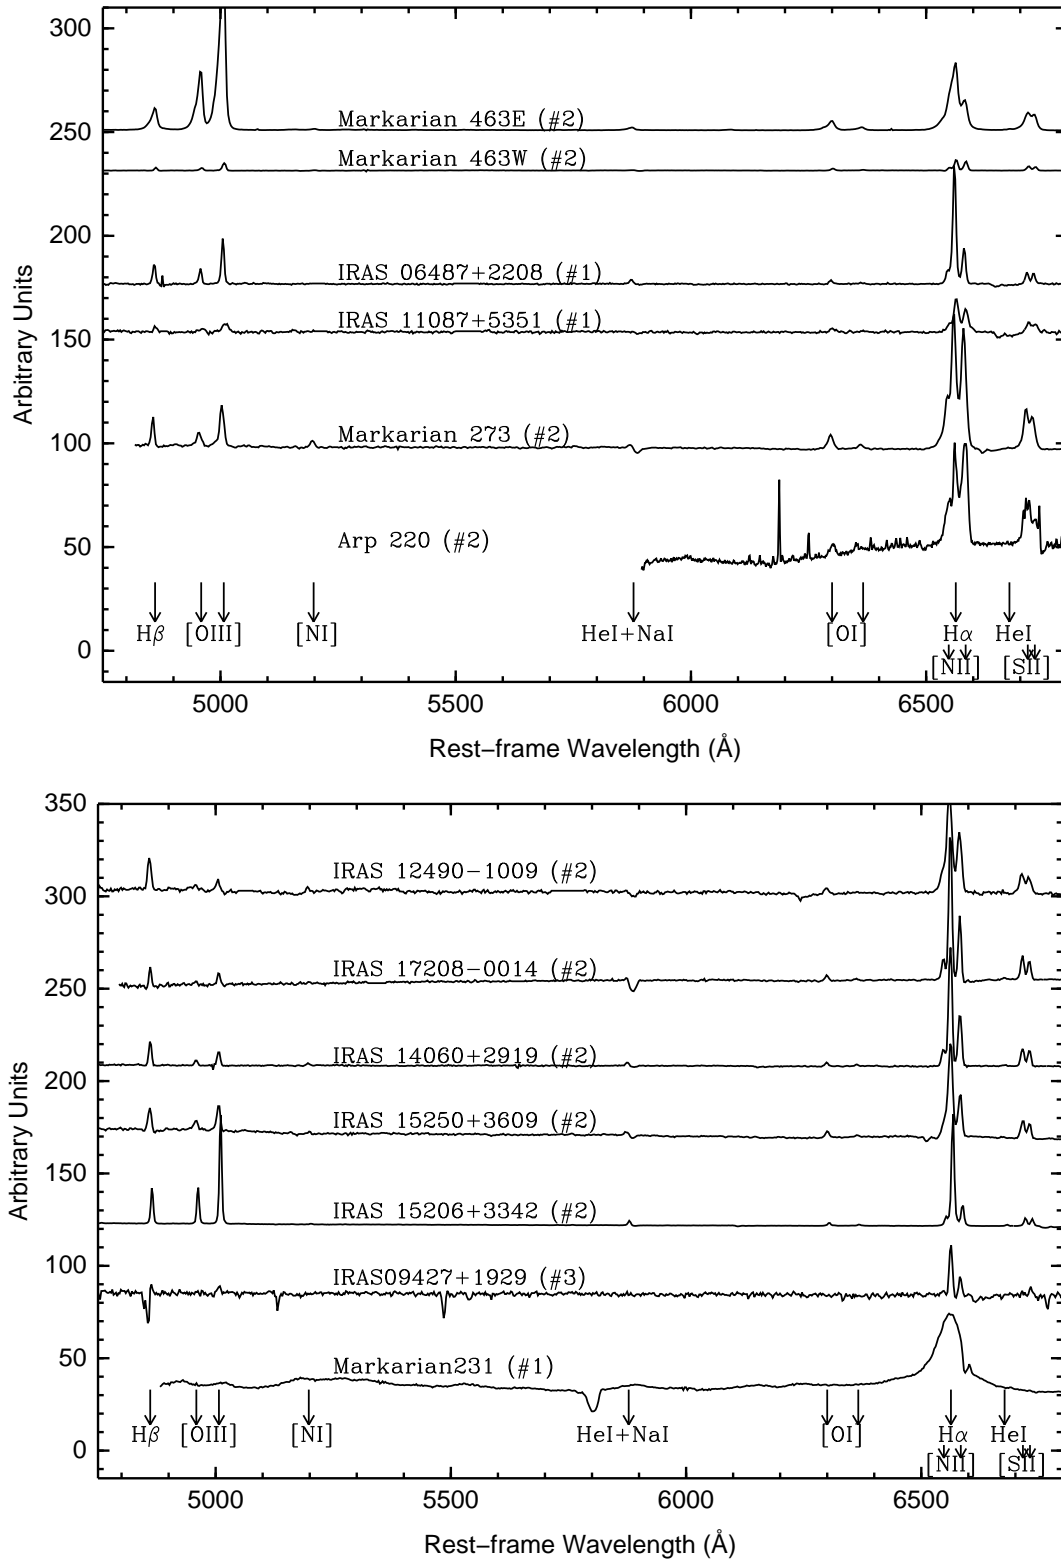 300
250
200
150
100
50
0
Arbitrary Units
Markarian 463E (#2)
Markarian 463W (#2)
IRAS 06487+2208 (#1)
IRAS 11087+5351 (#1)
Markarian 273 (#2)
Arp 220 (#2)
Hβ [OIII] [NI] HeI+NaI [OI] Hα HeI
[NII] [SII]
5000 5500 6000 6500
Rest−frame Wavelength (Å)
350
300
250
200
150
100
50
0
Arbitrary Units
IRAS 12490−1009 (#2)
IRAS 17208−0014 (#2)
IRAS 14060+2919 (#2)
IRAS 15250+3609 (#2)
IRAS 15206+3342 (#2)
IRAS09427+1929 (#3)
Markarian231 (#1)
Hβ [OIII] [NI] HeI+NaI [OI] Hα HeI
[NII] [SII]
5000 5500 6000 6500
Rest−frame Wavelength (Å)